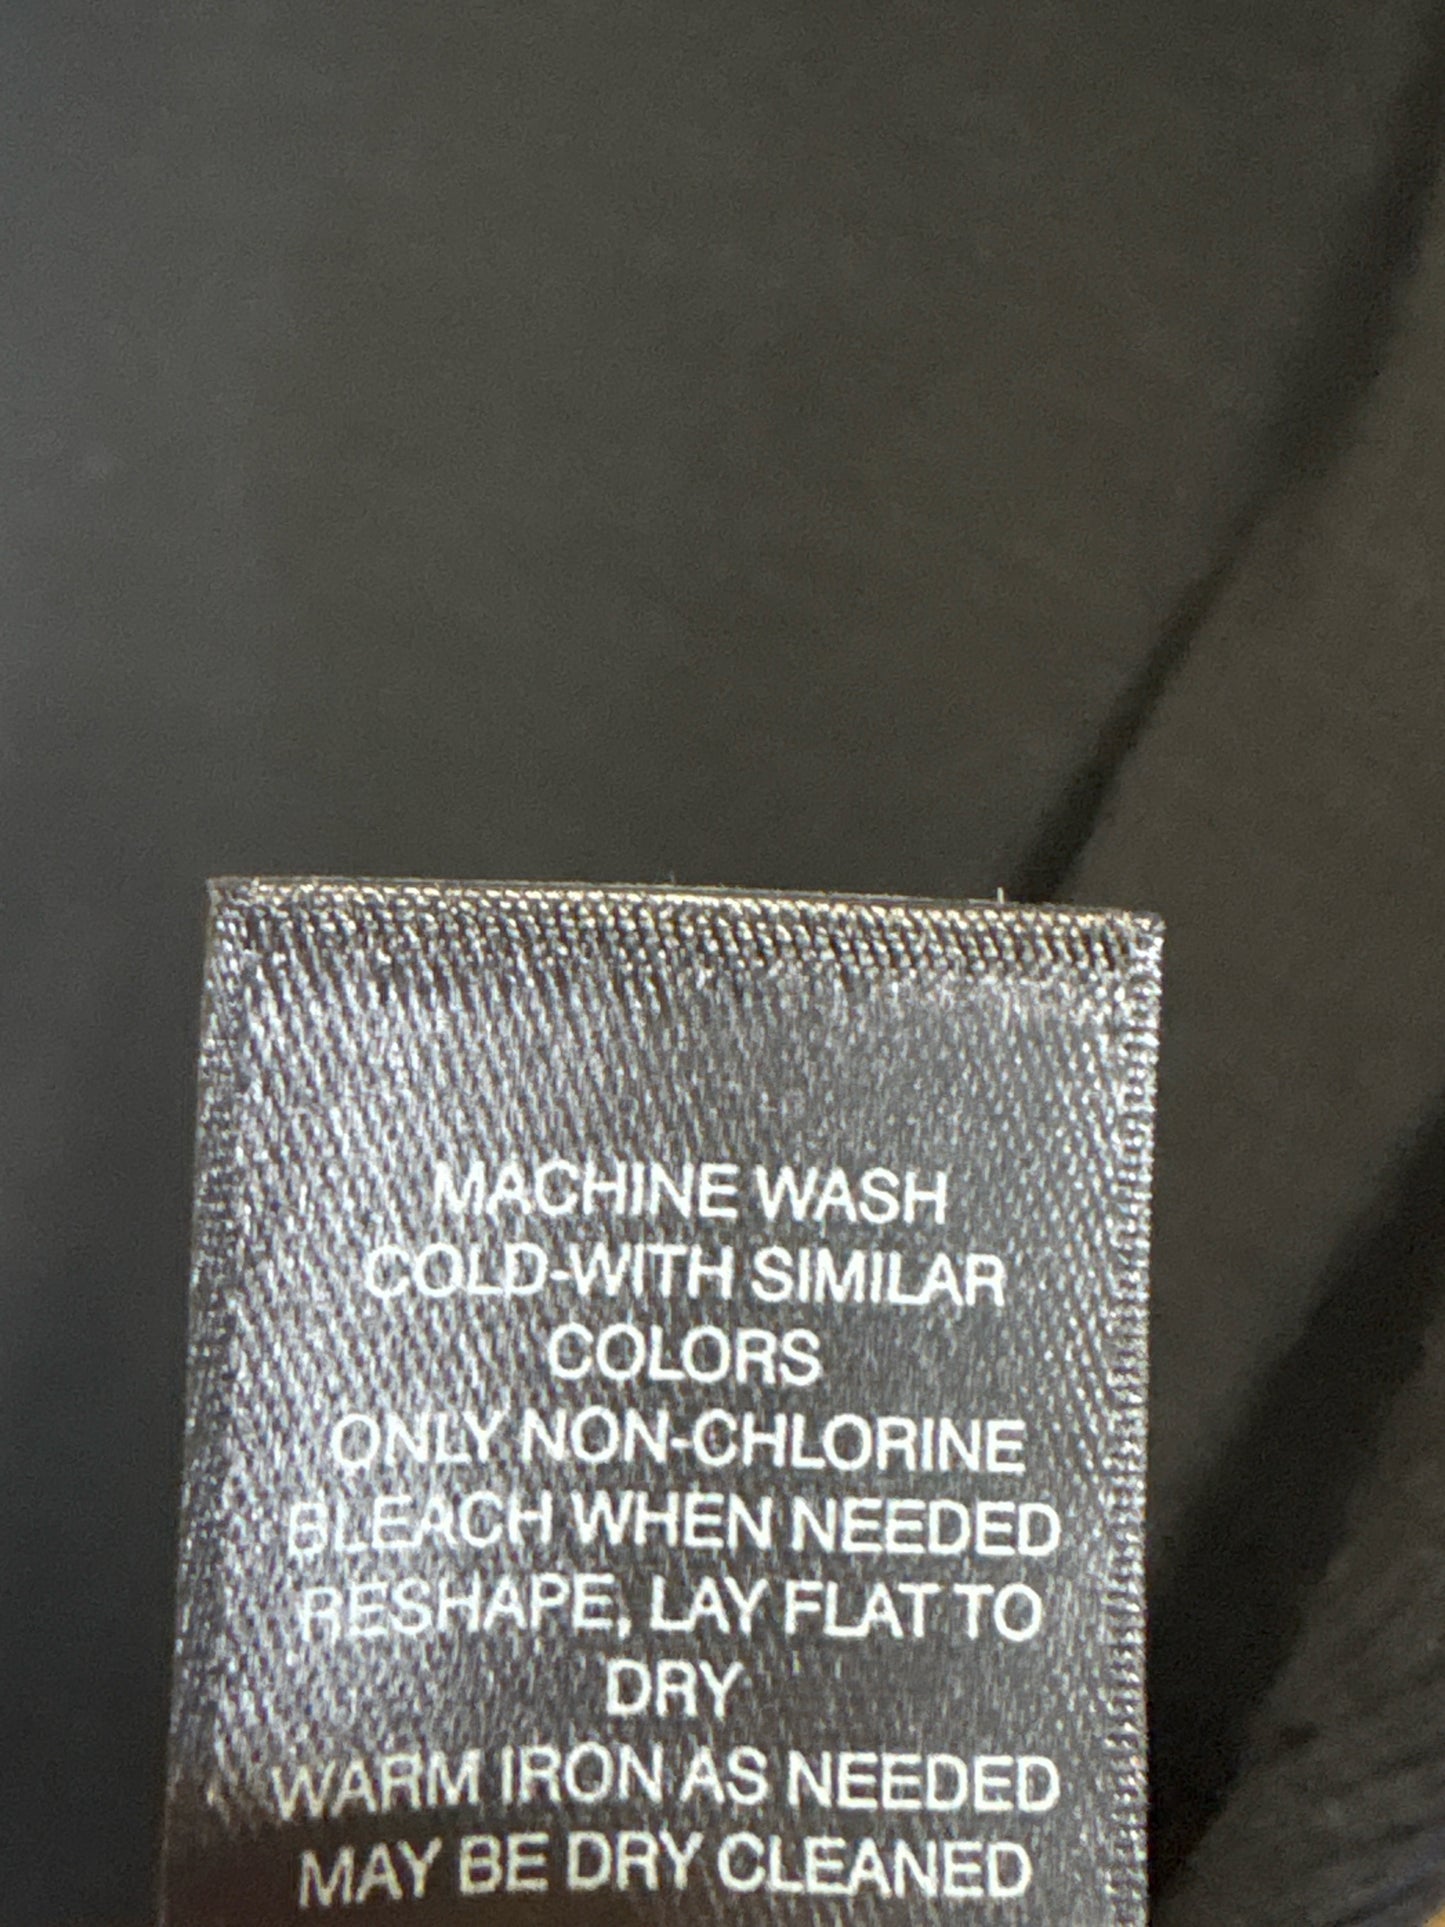 MACHINE WASH
COLD-WITH SIMILAR
COLORS
ONLY NON-CHLORINE
BLEACH WHEN NEEDED
RESHAPE, LAY FLAT TO
DRY
WARM IRON AS NEEDED
MAY BE DRY CLEANED